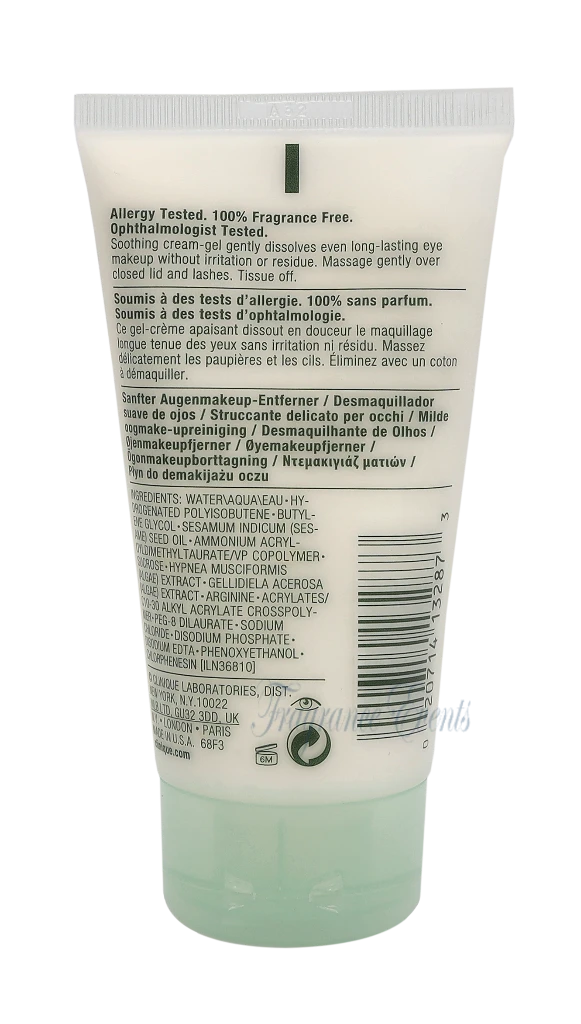 A32
Allergy Tested. 100% Fragrance Free.
Ophthalmologist Tested.
Soothing cream-gel gently dissolves even long-lasting eye
makeup without irritation or residue. Massage gently over
closed lid and lashes. Tissue off.
Soumis à des tests d'allergie. 100% sans parfum.
Soumis à des tests d'ophtalmologie.
Ce gel-crème apaisant dissout en douceur le maquillage
longue tenue des yeux sans irritation ni résidu. Massez
délicatement les paupières et les cils. Éliminez avec un coton
à démaquiller.
Sanfter Augenmakeup-Entferner / Desmaquillador
suave de ojos / Struccante delicato per occhi / Milde
oogmake-upreiniging / Desmaquilhante de Olhos /
Øjenmakeupfjerner / Øyemakeupfjerner /
Ögonmakeupborttagning / Ντεμακιγιάζ ματιών /
Płyn do demakijażu oczu
INGREDIENTS: WATER\AQUA\EAU • HY-
DROGENATED POLYISOBUTENE • BUTYL-
ENE GLYCOL • SESAMUM INDICUM (SES-
AME) SEED OIL • AMMONIUM ACRYL-
OYLDIMETHYLTAURATE/VP COPOLYMER •
SUCROSE • HYPNEA MUSCIFORMIS
(ALGAE) EXTRACT • GELLIDIELA ACEROSA
(ALGAE) EXTRACT • ARGININE • ACRYLATES/
C10-30 ALKYL ACRYLATE CROSSPOLY-
MER • PEG-8 DILAURATE • SODIUM
CHLORIDE • DISODIUM PHOSPHATE •
DISODIUM EDTA • PHENOXYETHANOL •
CHLORPHENESIN [ILN36810]
© CLINIQUE LABORATORIES, DIST.
NEW YORK, N.Y. 10022
LTD, GU32 3DD, UK
• LONDON • PARIS
MADE IN U.S.A. 68F3
clinique.com
6M
0 20714 13287 3
Fragrance Events